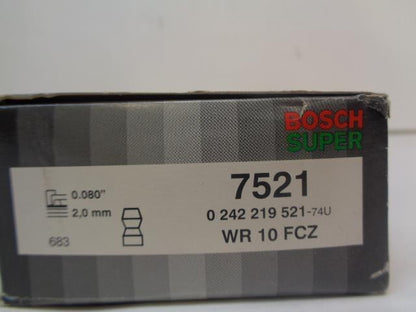 BOSCH
SUPER
7521
0.080"
2,0 mm
0 242 219 521-74U
683
WR 10 FCZ